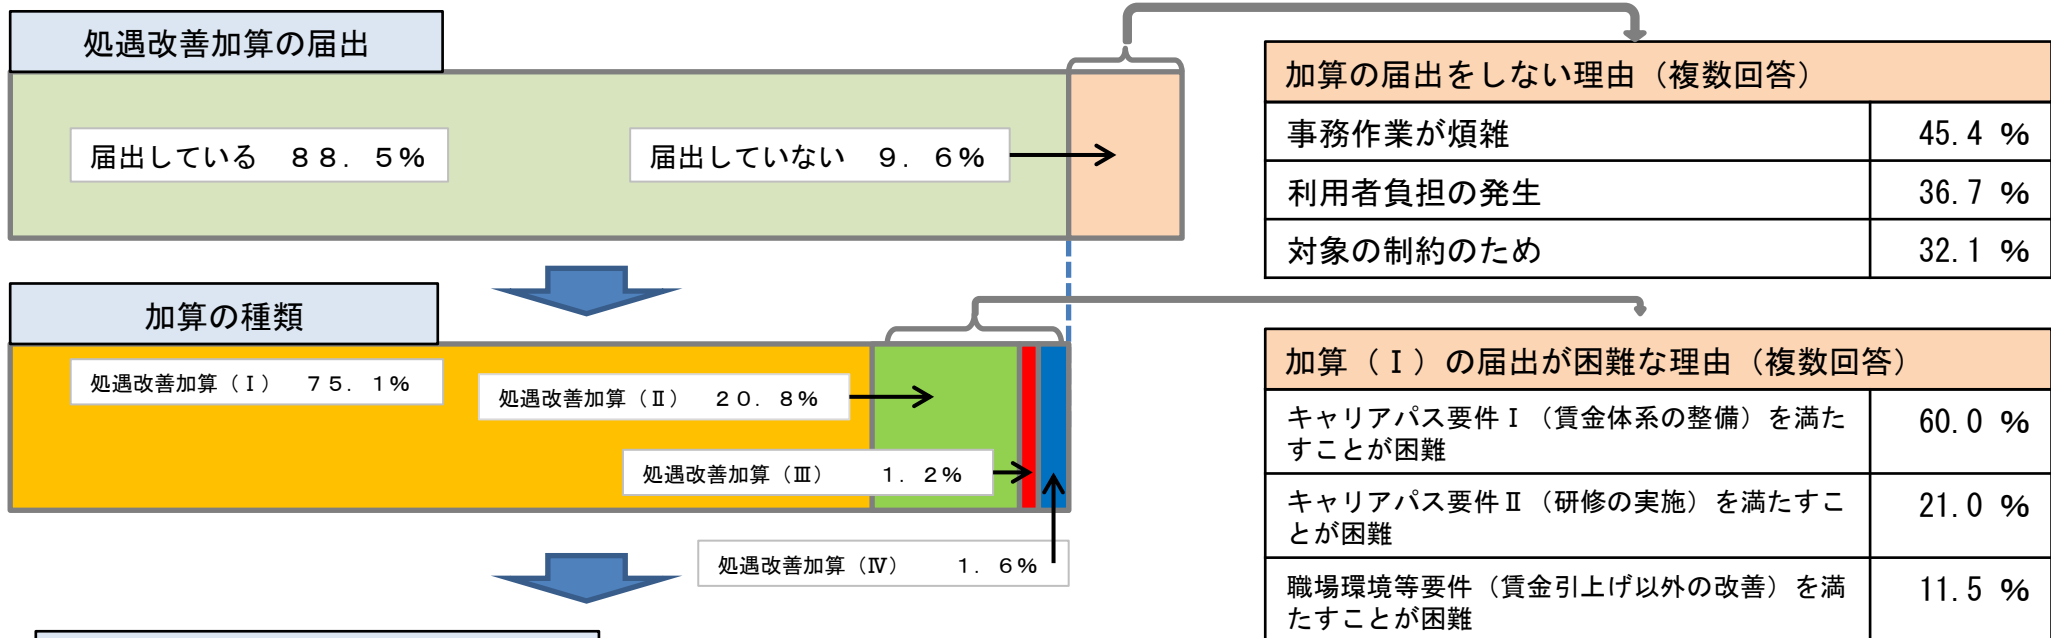 処遇改善加算の届出
届出している　８８．５％
届出していない　９．６％
加算の届出をしない理由（複数回答）
事務作業が煩雑　45.4 %
利用者負担の発生　36.7 %
対象の制約のため　32.1 %
加算の種類
処遇改善加算（Ⅰ）　７５．１％
処遇改善加算（Ⅱ）　２０．８％
処遇改善加算（Ⅲ）　　１．２％
処遇改善加算（Ⅳ）　　１．６％
加算（Ⅰ）の届出が困難な理由（複数回答）
キャリアパス要件Ⅰ（賃金体系の整備）を満た
すことが困難　60.0 %
キャリアパス要件Ⅱ（研修の実施）を満たすこ
とが困難　21.0 %
職場環境等要件（賃金引上げ以外の改善）を満
たすことが困難　11.5 %